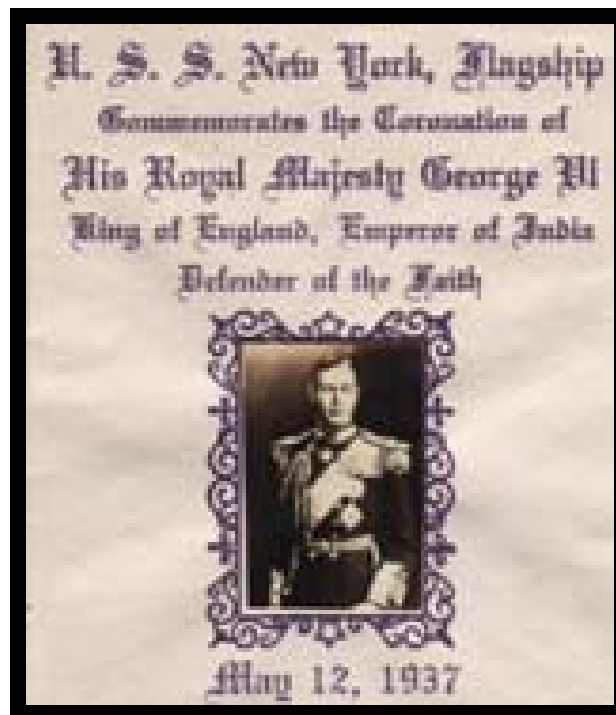 U. S. S. New York, Flagship
Commemorates the Coronation of
His Royal Majesty George VI
King of England, Emperor of India
Defender of the Faith
May 12, 1937